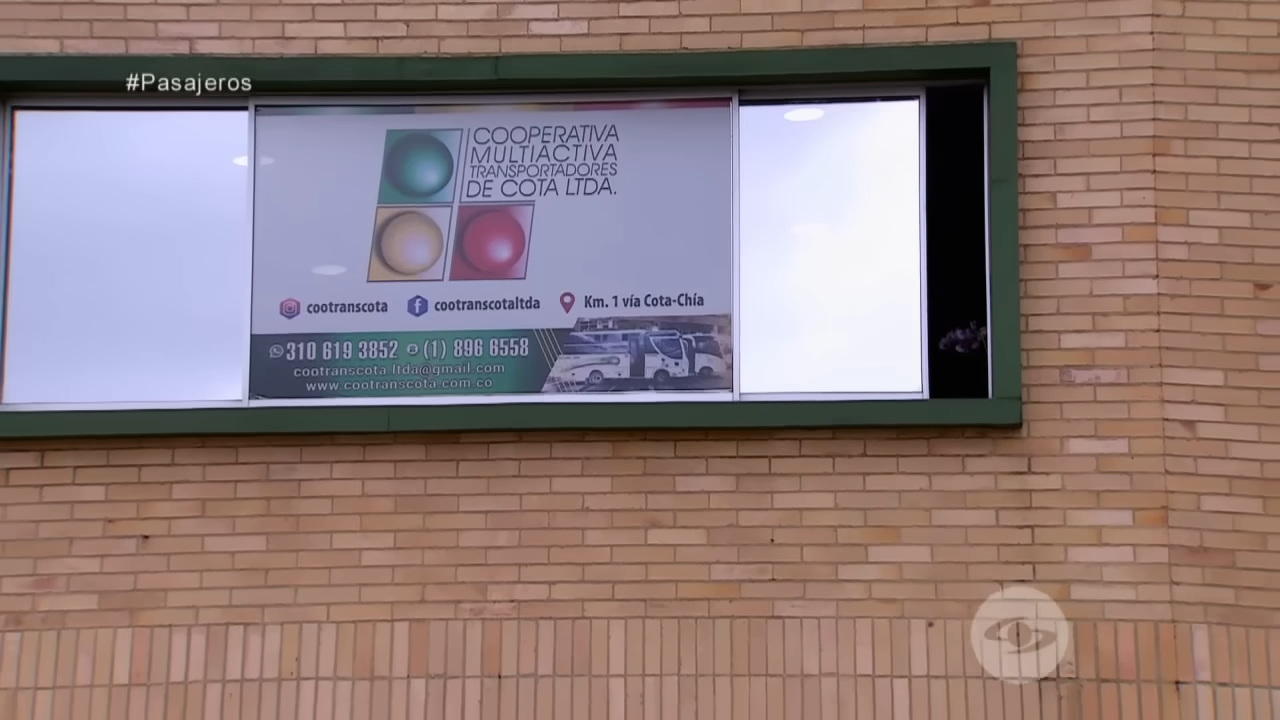 #Pasajeros
COOPERATIVA
MULTIACTIVA
TRANSPORTADORES
DE COTA LTDA.
cootranscota cootranscotaltda Km. 1 vía Cota-Chía
310 619 3852 (1) 896 6558
cootranscota.ltda@gmail.com
www.cootranscota.com.co